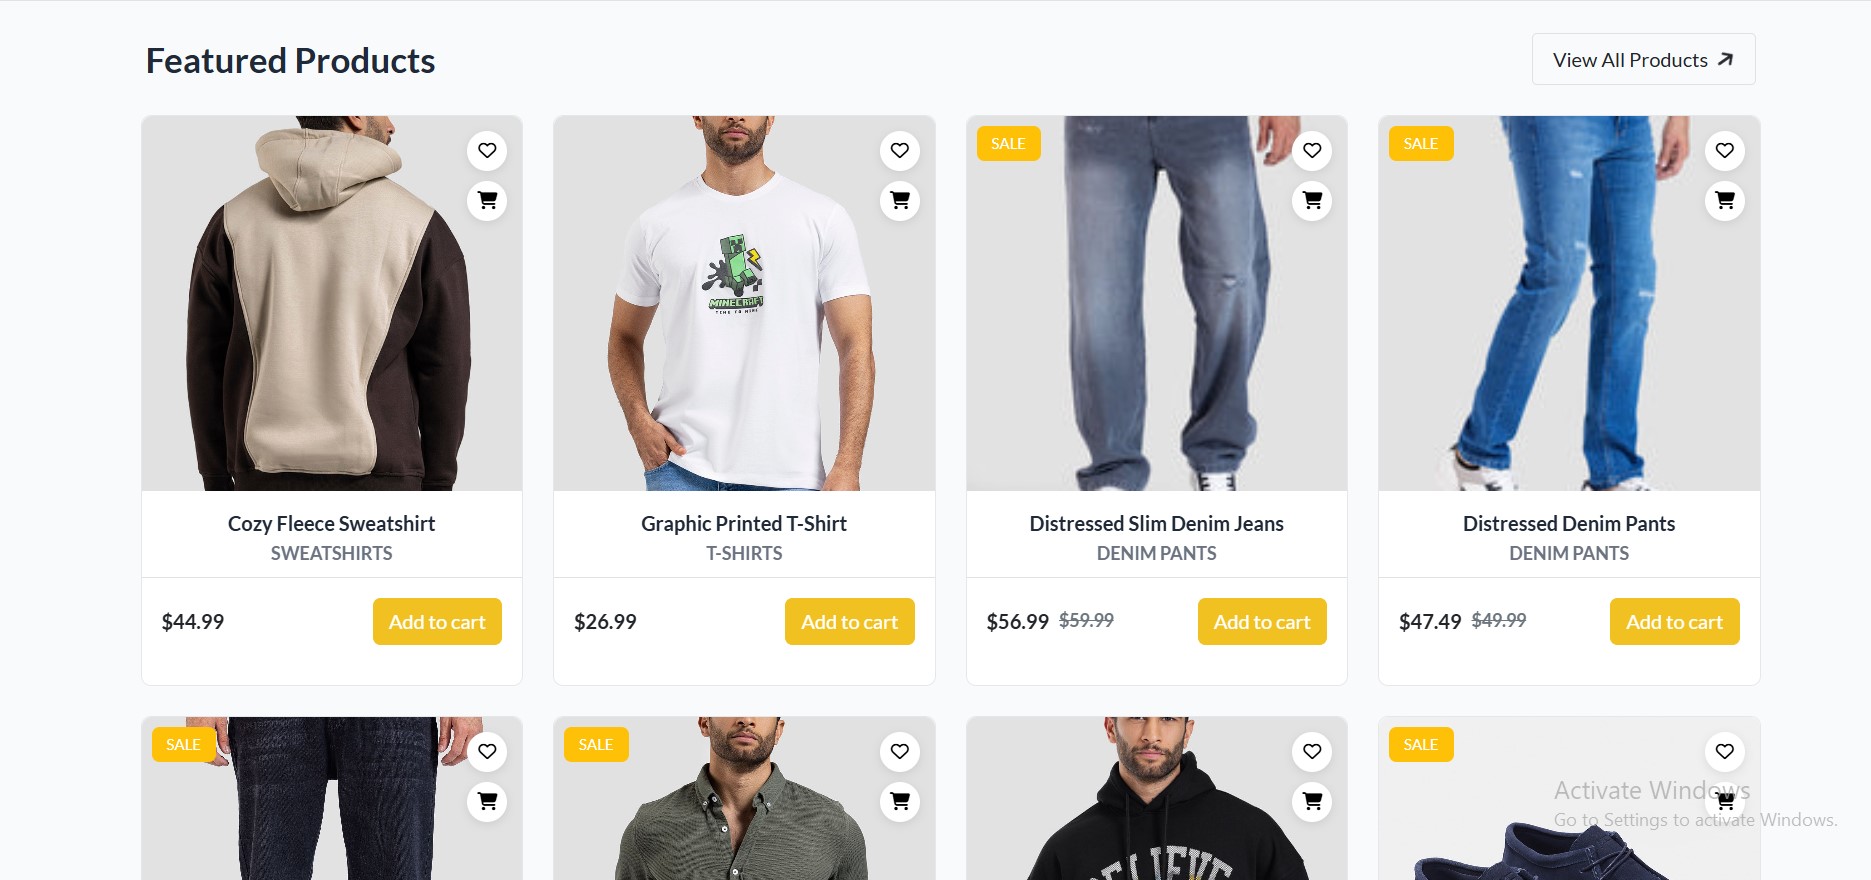 Featured Products
View All Products
SALE
SALE
MINECRAFT
Cozy Fleece Sweatshirt
SWEATSHIRTS
Graphic Printed T-Shirt
T-SHIRTS
Distressed Slim Denim Jeans
DENIM PANTS
Distressed Denim Pants
DENIM PANTS
$44.99
Add to cart
$26.99
Add to cart
$56.99 $59.99
Add to cart
$47.49 $49.99
Add to cart
SALE
SALE
SALE
Activate Windows
Go to Settings to activate Windows.